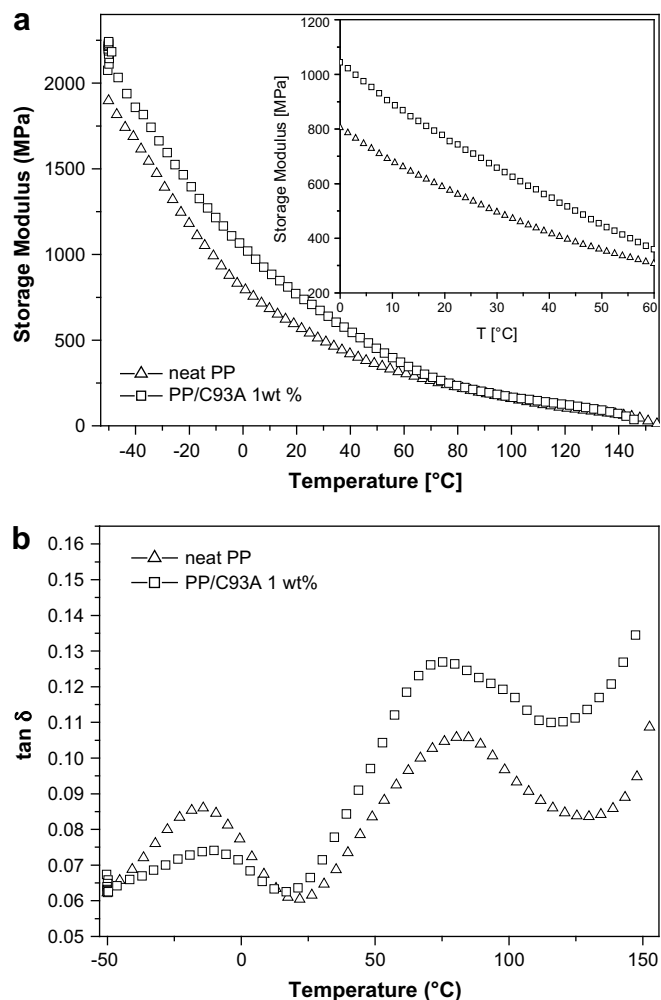 a
Storage Modulus (MPa)
2000
1500
1000
500
0
-40 -20 0 20 40 60 80 100 120 140
Temperature [°C]
neat PP
PP/C93A 1wt %
Storage Modulus [MPa]
1200
1000
800
600
400
200
0 10 20 30 40 50 60
T [°C]
b
tan δ
0.16
0.15
0.14
0.13
0.12
0.11
0.10
0.09
0.08
0.07
0.06
0.05
-50 0 50 100 150
Temperature (°C)
neat PP
PP/C93A 1 wt%